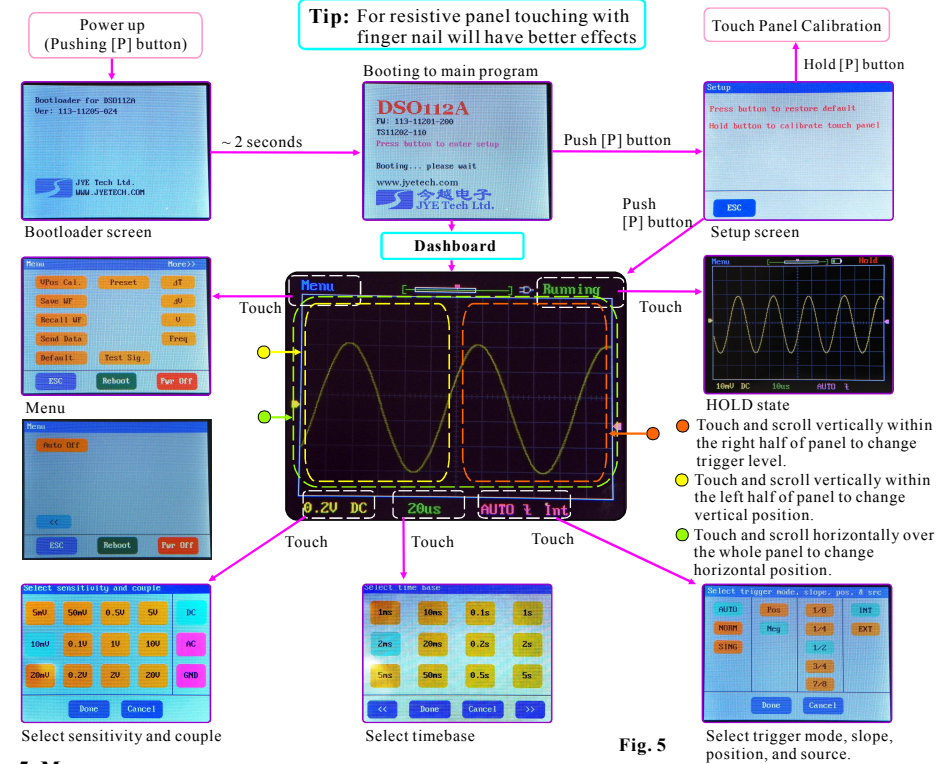 Power up
(Pushing [P] button)
Tip: For resistive panel touching with
finger nail will have better effects
Touch Panel Calibration
Hold [P] button
Booting to main program
Bootloader for DSO112A
Ver: 113-11205-024
JYE Tech Ltd.
WWW.JYETECH.COM
Bootloader screen
~ 2 seconds
DSO112A
FW: 113-11201-200
TS11202-110
Press button to enter setup
Booting... please wait
www.jyetech.com
今越电子
JYE Tech Ltd.
Push [P] button
Setup
Press button to restore default
Hold button to calibrate touch panel
ESC
Setup screen
Push
[P] button
Dashboard
Menu More>>
VPos Cal. Preset ΔT
Save WF ΔV
Recall WF V
Send Data Freq
Default Test Sig.
ESC Reboot Pwr Off
Menu
Touch
Menu Running
0.2V DC 20us AUTO Int
Touch
Menu Hold
10mV DC 10us AUTO
HOLD state
Menu
Auto Off
<<
ESC Reboot Pwr Off
Touch and scroll vertically within
the right half of panel to change
trigger level.
Touch and scroll vertically within
the left half of panel to change
vertical position.
Touch and scroll horizontally over
the whole panel to change
horizontal position.
Touch
Touch
Touch
Select sensitivity and couple
5mV 50mV 0.5V 5V DC
10mV 0.1V 1V 10V AC
20mV 0.2V 2V 20V GND
Done Cancel
Select sensitivity and couple
Select time base
1ms 10ms 0.1s 1s
2ms 20ms 0.2s 2s
5ms 50ms 0.5s 5s
<< Done Cancel >>
Select timebase
Fig. 5
Select trigger mode, slope, pos. & src
AUTO Pos 1/8 INT
NORM Neg 1/4 EXT
SING 1/2
3/4
7/8
Done Cancel
Select trigger mode, slope,
position, and source.